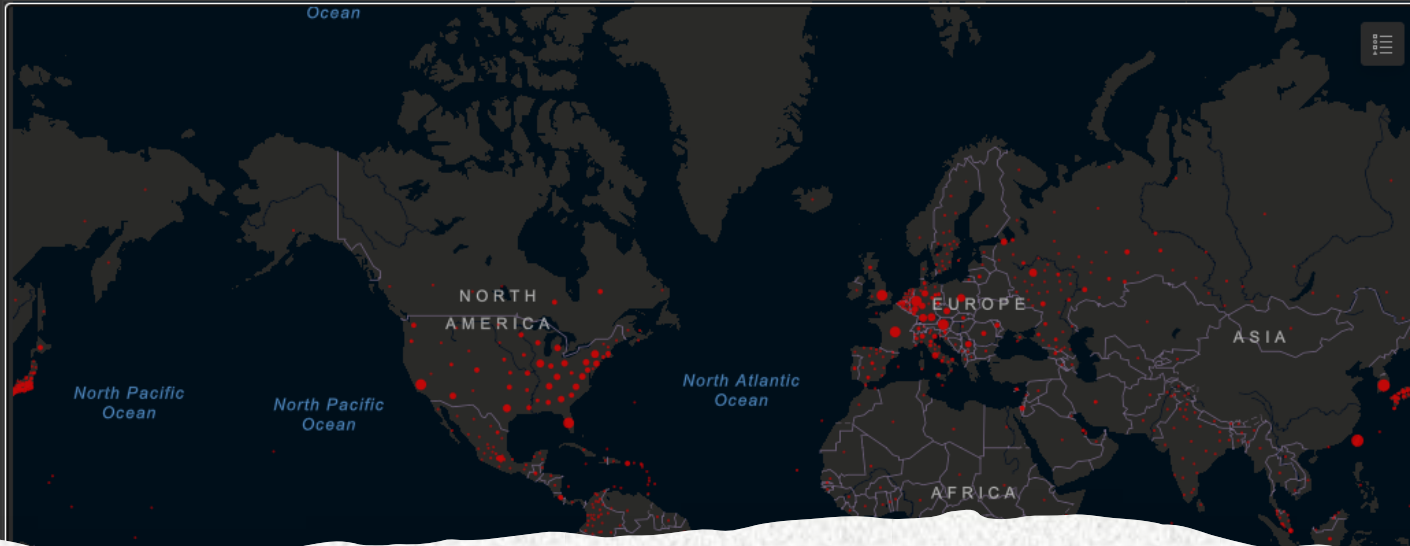 Ocean
NORTH
AMERICA
EUROPE
ASIA
North Pacific
Ocean
North Pacific
Ocean
North Atlantic
Ocean
AFRICA